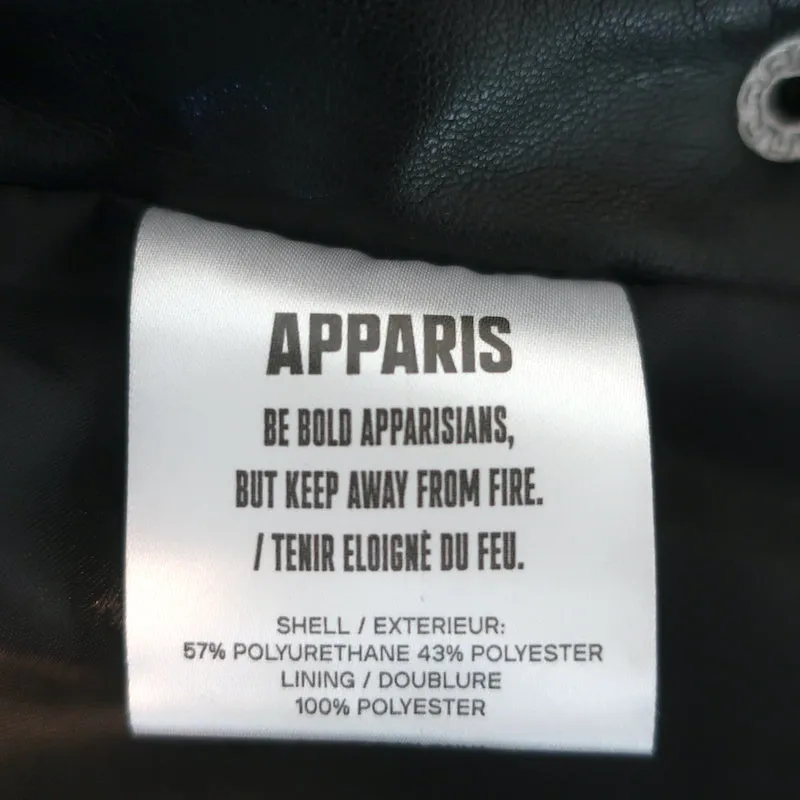 APPARIS
BE BOLD APPARISIANS,
BUT KEEP AWAY FROM FIRE.
/ TENIR ELOIGNÈ DU FEU.
SHELL / EXTERIEUR:
57% POLYURETHANE 43% POLYESTER
LINING / DOUBLURE
100% POLYESTER